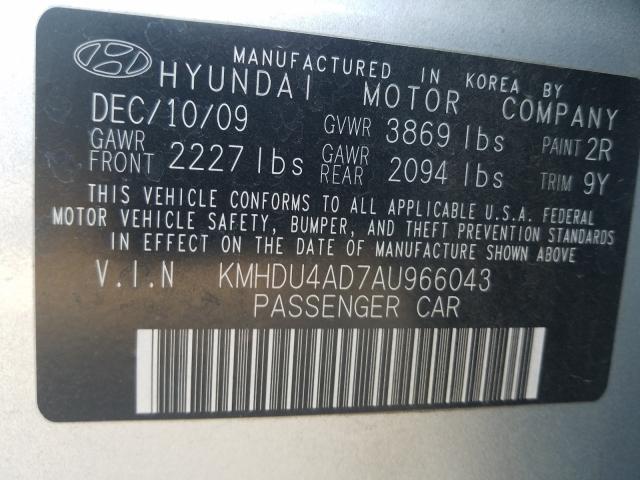 MANUFACTURED IN KOREA BY
HYUNDAI MOTOR COMPANY
DEC/10/09 GVWR 3869 lbs PAINT 2R
GAWR FRONT 2227 lbs GAWR REAR 2094 lbs TRIM 9Y
THIS VEHICLE CONFORMS TO ALL APPLICABLE U.S.A. FEDERAL
MOTOR VEHICLE SAFETY, BUMPER, AND THEFT PREVENTION STANDARDS
IN EFFECT ON THE DATE OF MANUFACTURE SHOWN ABOVE
V.I.N KMHDU4AD7AU966043
PASSENGER CAR